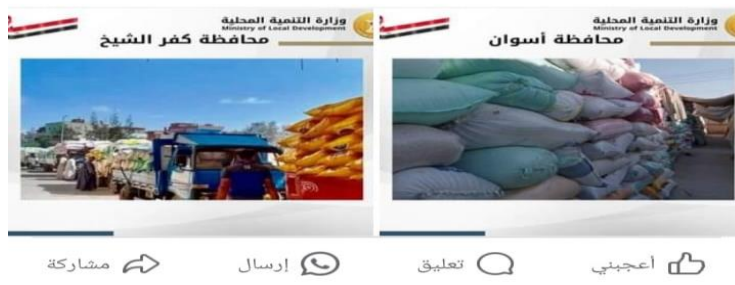 وزارة التنمية المحلية
Ministry of Local Development
محافظة أسوان
وزارة التنمية المحلية
Ministry of Local Development
محافظة كفر الشيخ
أعجبني
تعليق
إرسال
مشاركة